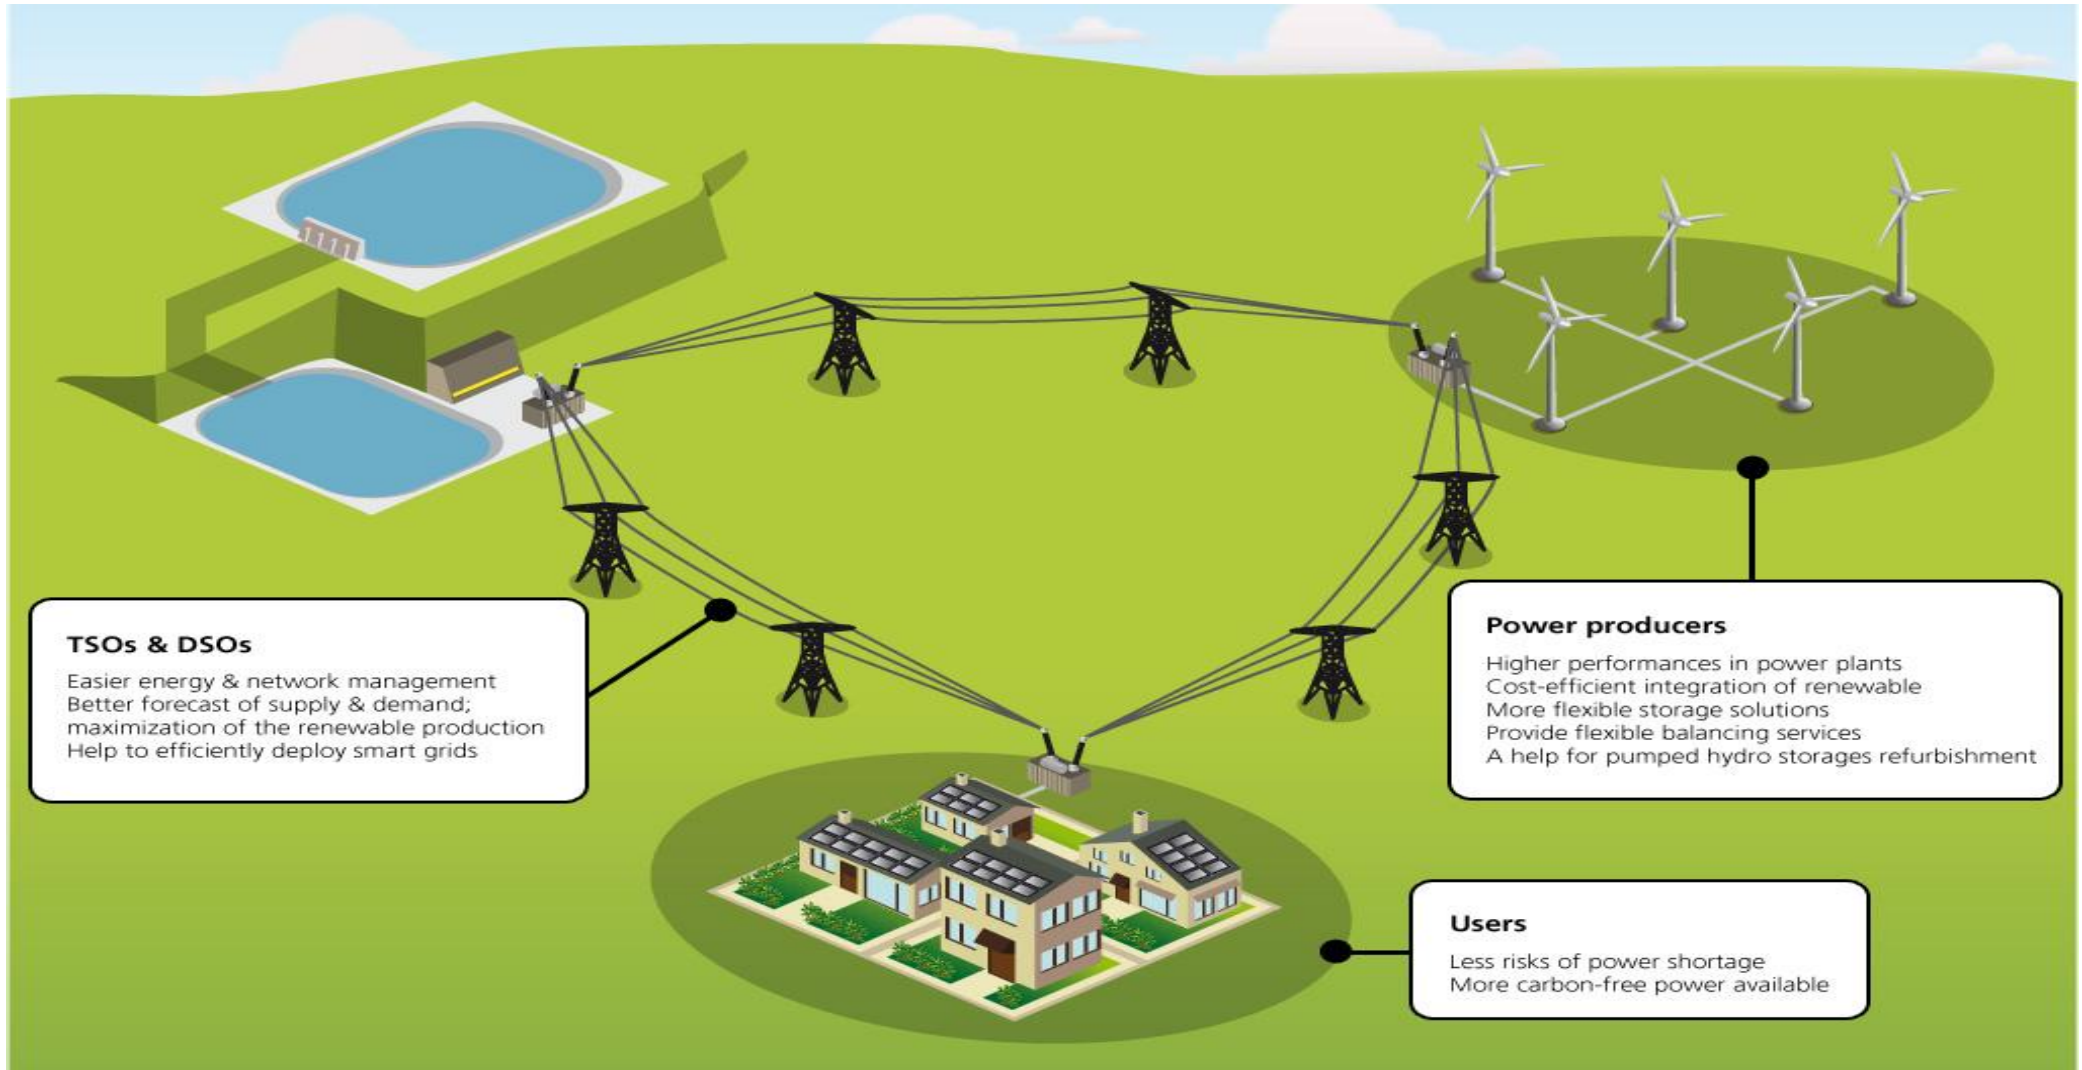 TSOs & DSOs
Easier energy & network management
Better forecast of supply & demand;
maximization of the renewable production
Help to efficiently deploy smart grids
Power producers
Higher performances in power plants
Cost-efficient integration of renewable
More flexible storage solutions
Provide flexible balancing services
A help for pumped hydro storages refurbishment
Users
Less risks of power shortage
More carbon-free power available